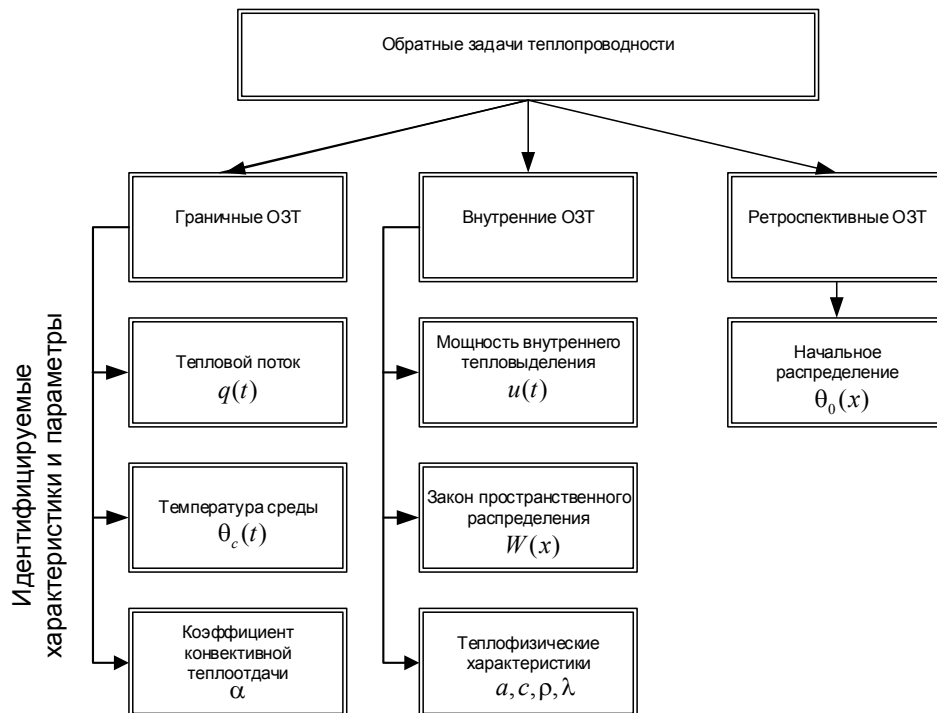 Обратные задачи теплопроводности
Граничные ОЗТ
Внутренние ОЗТ
Ретроспективные ОЗТ
Идентифицируемые
характеристики и параметры
Тепловой поток
q(t)
Мощность внутреннего
тепловыделения
u(t)
Начальное
распределение
θ₀(x)
Температура среды
θ_c(t)
Закон пространственного
распределения
W(x)
Коэффициент
конвективной
теплоотдачи
α
Теплофизические
характеристики
a, c, ρ, λ